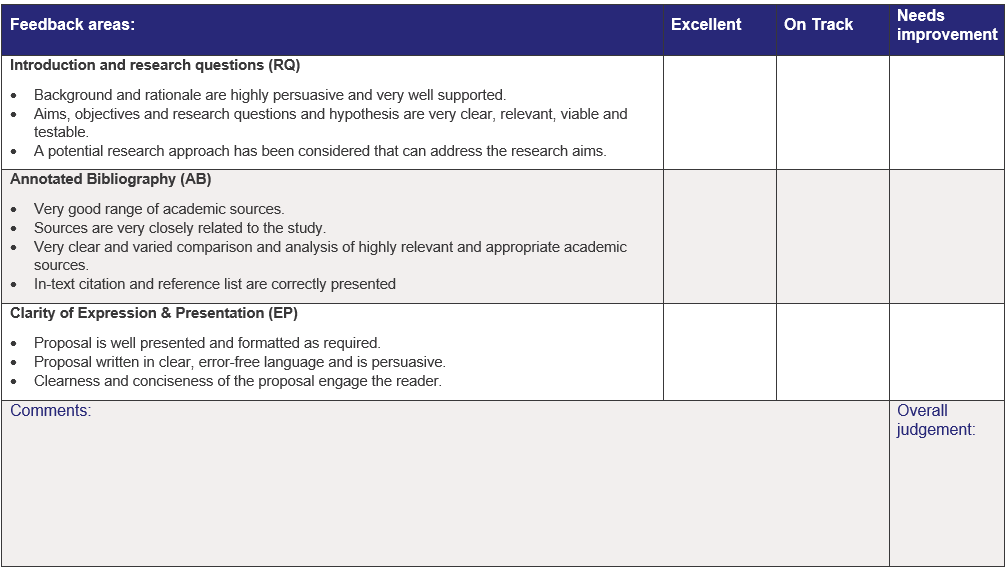 Feedback areas:
Excellent
On Track
Needs
improvement
Introduction and research questions (RQ)
• Background and rationale are highly persuasive and very well supported.
• Aims, objectives and research questions and hypothesis are very clear, relevant, viable and
testable.
• A potential research approach has been considered that can address the research aims.
Annotated Bibliography (AB)
• Very good range of academic sources.
• Sources are very closely related to the study.
• Very clear and varied comparison and analysis of highly relevant and appropriate academic
sources.
• In-text citation and reference list are correctly presented
Clarity of Expression & Presentation (EP)
• Proposal is well presented and formatted as required.
• Proposal written in clear, error-free language and is persuasive.
• Clearness and conciseness of the proposal engage the reader.
Comments:
Overall
judgement: